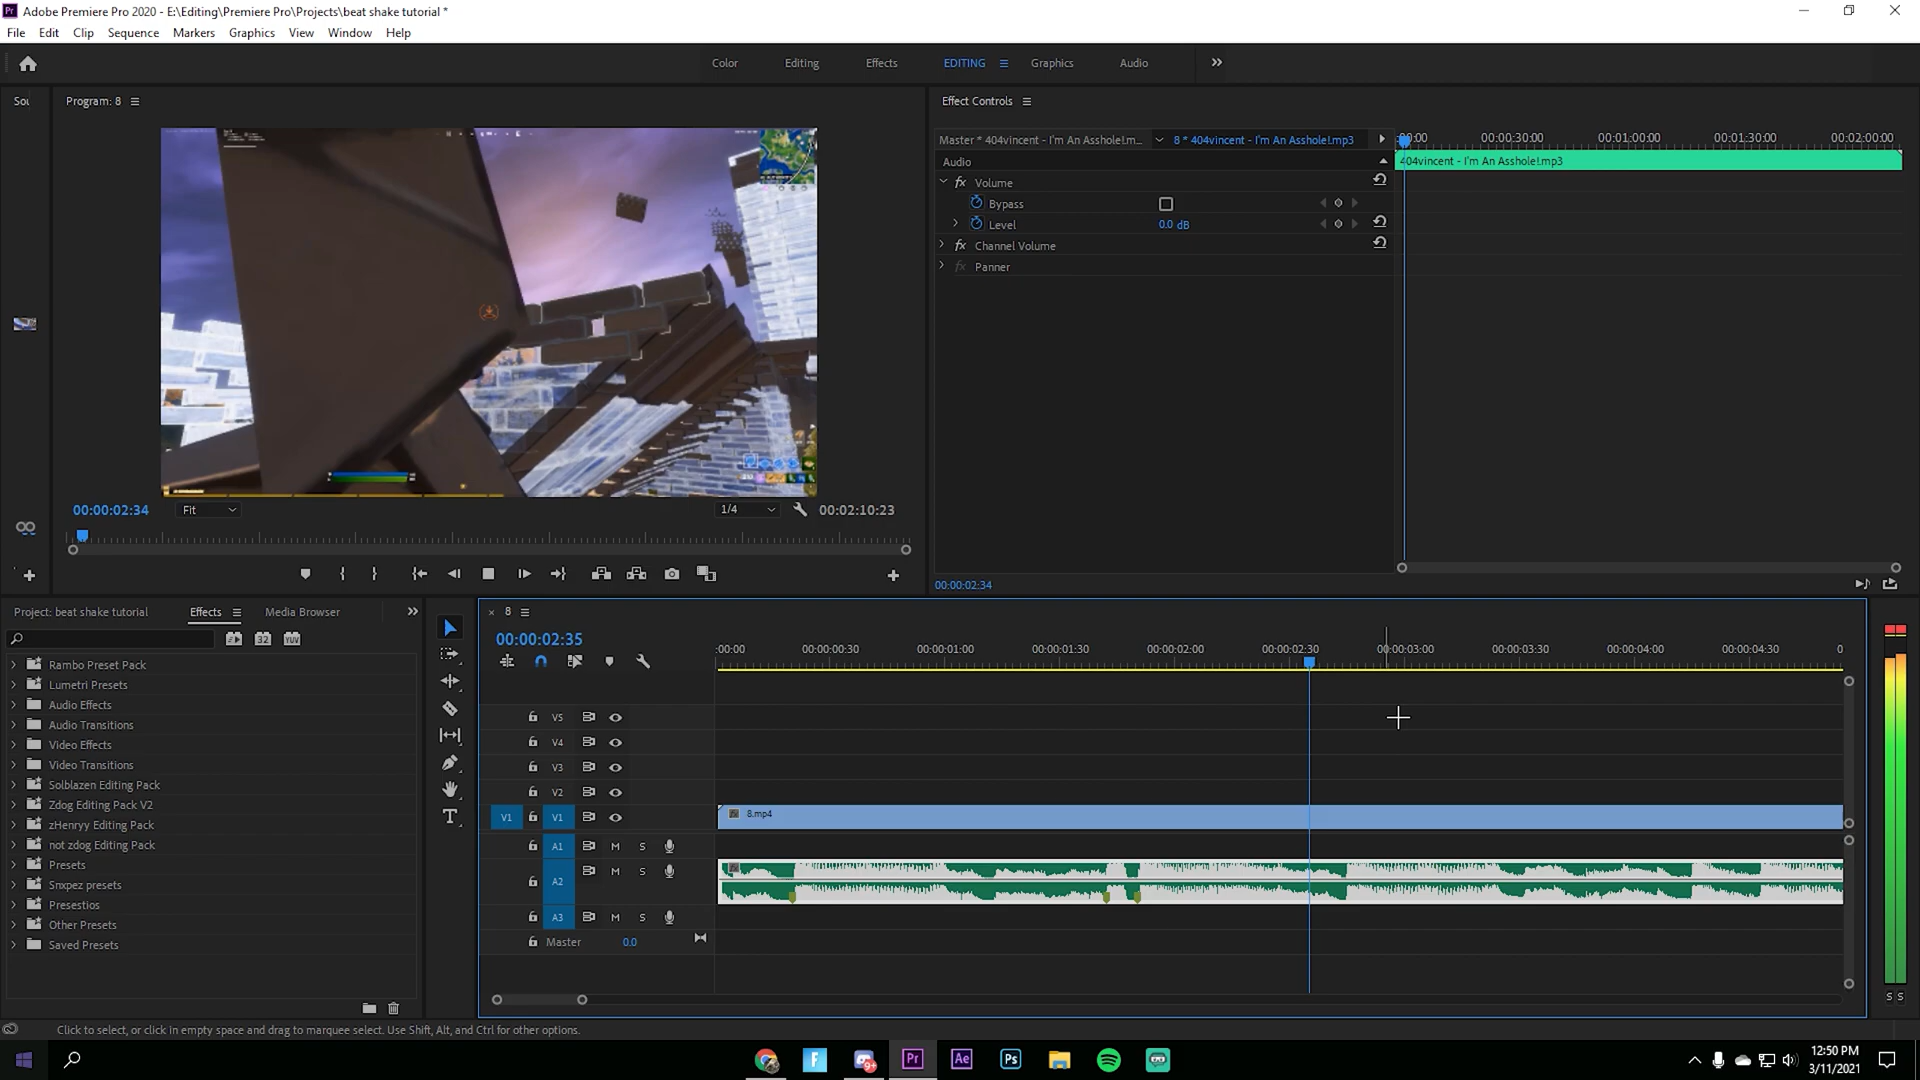 Adobe Premiere Pro 2020 - E:\Editing\Premiere Pro\Projects\beat shake tutorial *
File Edit Clip Sequence Markers Graphics View Window Help
Color Editing Effects EDITING Graphics Audio
Program: 8
Effect Controls
Master * 404vincent - I'm An Asshole!.m... 8 * 404vincent - I'm An Asshole!.mp3
:00:00 00:00:30:00 00:01:00:00 00:01:30:00 00:02:00:00
Audio
404vincent - I'm An Asshole!.mp3
fx Volume
Bypass
Level 0.0 dB
fx Channel Volume
fx Panner
00:00:02:34 Fit 1/4 00:02:10:23
00:00:02:34
Project: beat shake tutorial Effects Media Browser
32 YUV
Rambo Preset Pack
Lumetri Presets
Audio Effects
Audio Transitions
Video Effects
Video Transitions
Solblazen Editing Pack
Zdog Editing Pack V2
zHenryy Editing Pack
not zdog Editing Pack
Presets
Snxpez presets
Presestios
Other Presets
Saved Presets
8
00:00:02:35
:00:00 00:00:00:30 00:00:01:00 00:00:01:30 00:00:02:00 00:00:02:30 00:00:03:00 00:00:03:30 00:00:04:00 00:00:04:30 0
V5
V4
V3
V2
V1 V1 8.mp4
A1 M S
A2 M S
A3 M S
Master 0.0
S S
Click to select, or click in empty space and drag to marquee select. Use Shift, Alt, and Ctrl for other options.
9+ Pr Ae Ps
12:50 PM
3/11/2021